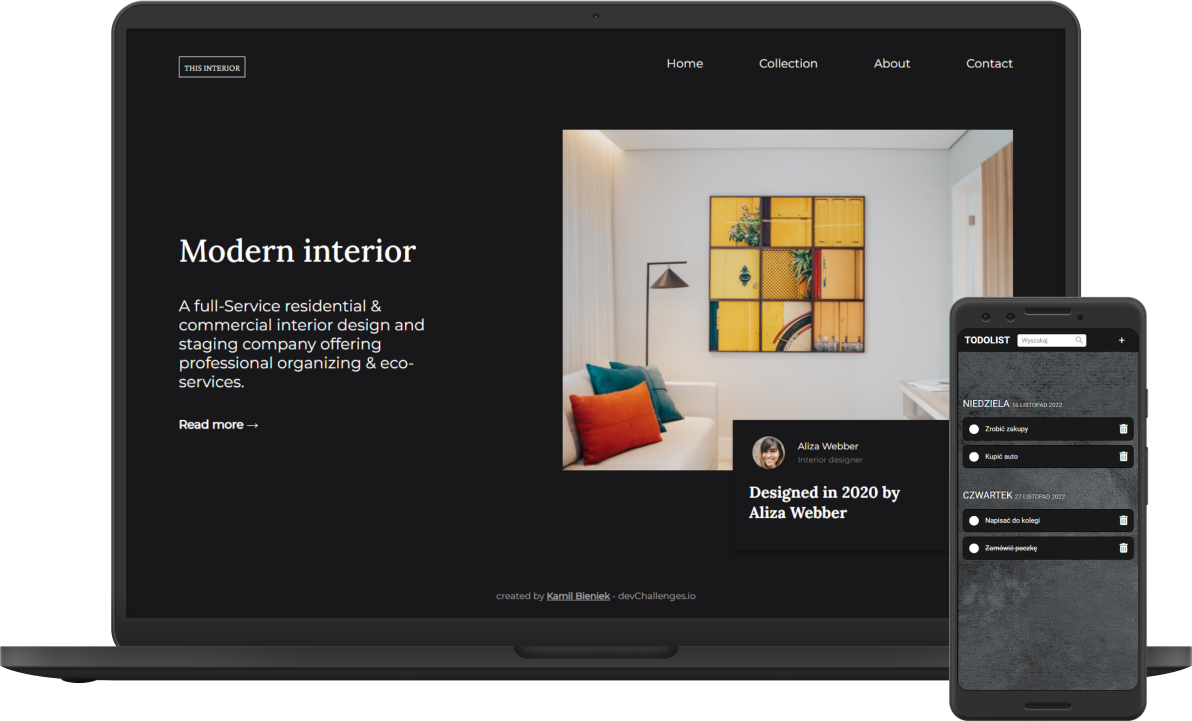 THIS INTERIOR
Home Collection About Contact
Modern interior
A full-Service residential &
commercial interior design and
staging company offering
professional organizing & eco-
services.
Read more →
Aliza Webber
Interior designer
Designed in 2020 by
Aliza Webber
created by Kamil Bieniek - devChallenges.io
TODOLIST Wyszukaj +
NIEDZIELA 16 LISTOPAD 2022
Zrobić zakupy
Kupić auto
CZWARTEK 27 LISTOPAD 2022
Napisać do kolegi
Zamówić paczkę